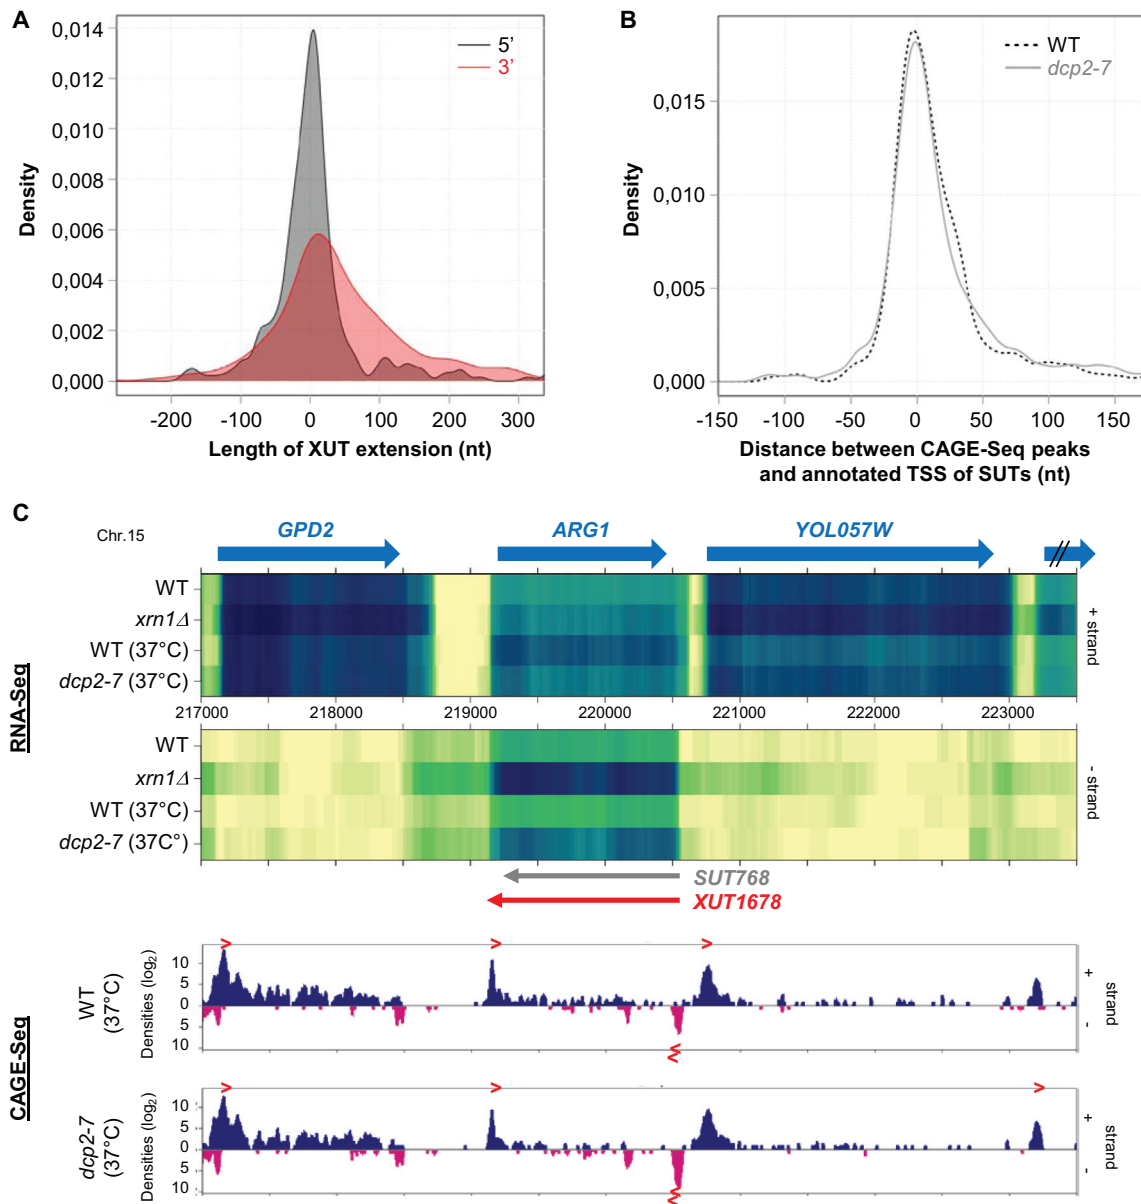 A
B
0,014
0,012
0,010
0,008
0,006
0,004
0,002
0,000
Density
5’
3’
-200 -100 0 100 200 300
Length of XUT extension (nt)
0,015
0,010
0,005
0,000
Density
WT
dcp2-7
-150 -100 -50 0 50 100 150
Distance between CAGE-Seq peaks
and annotated TSS of SUTs (nt)
C
Chr.15
GPD2 ARG1 YOL057W
RNA-Seq
WT
xrn1Δ
WT (37°C)
dcp2-7 (37°C)
+ strand
217000 218000 219000 220000 221000 222000 223000
WT
xrn1Δ
WT (37°C)
dcp2-7 (37C°)
- strand
SUT768
XUT1678
CAGE-Seq
WT
(37°C)
Densities (log2)
10
5
0
5
10
+
strand
-
dcp2-7
(37°C)
Densities (log2)
10
5
0
5
10
+
strand
-